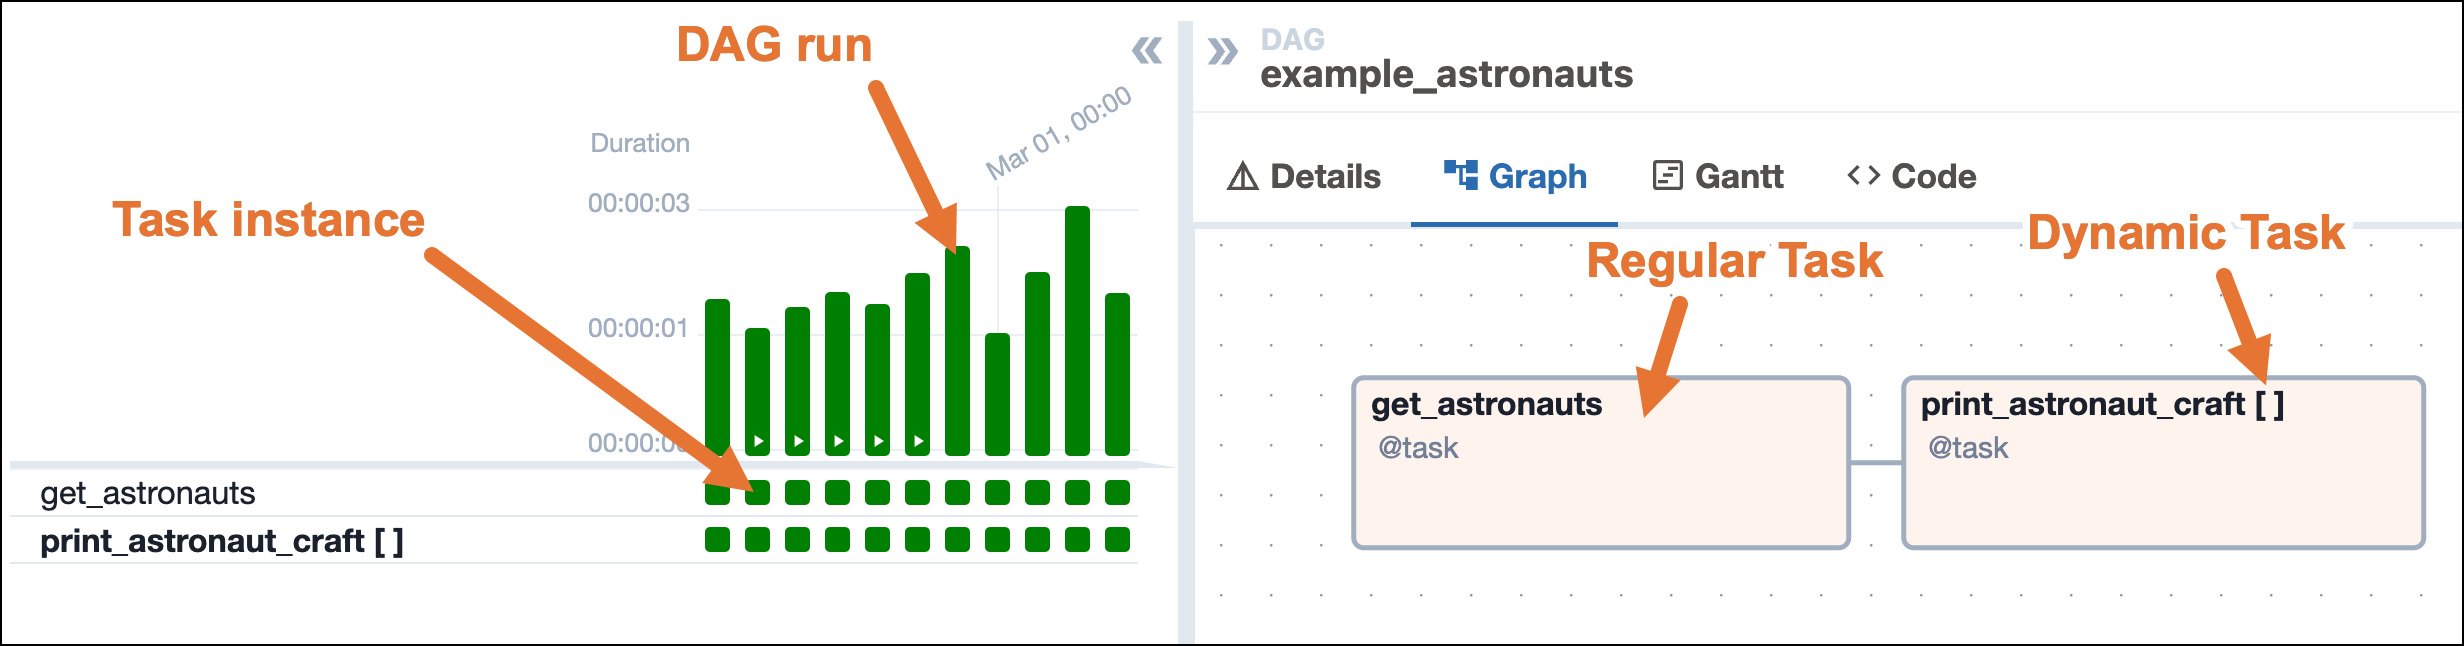 DAG run
Mar 01, 00:00
Duration
00:00:03
Task instance
00:00:01
00:00:0
get_astronauts
print_astronaut_craft [ ]
DAG
example_astronauts
Details
Graph
Gantt
Code
Regular Task
Dynamic Task
get_astronauts
@task
print_astronaut_craft [ ]
@task